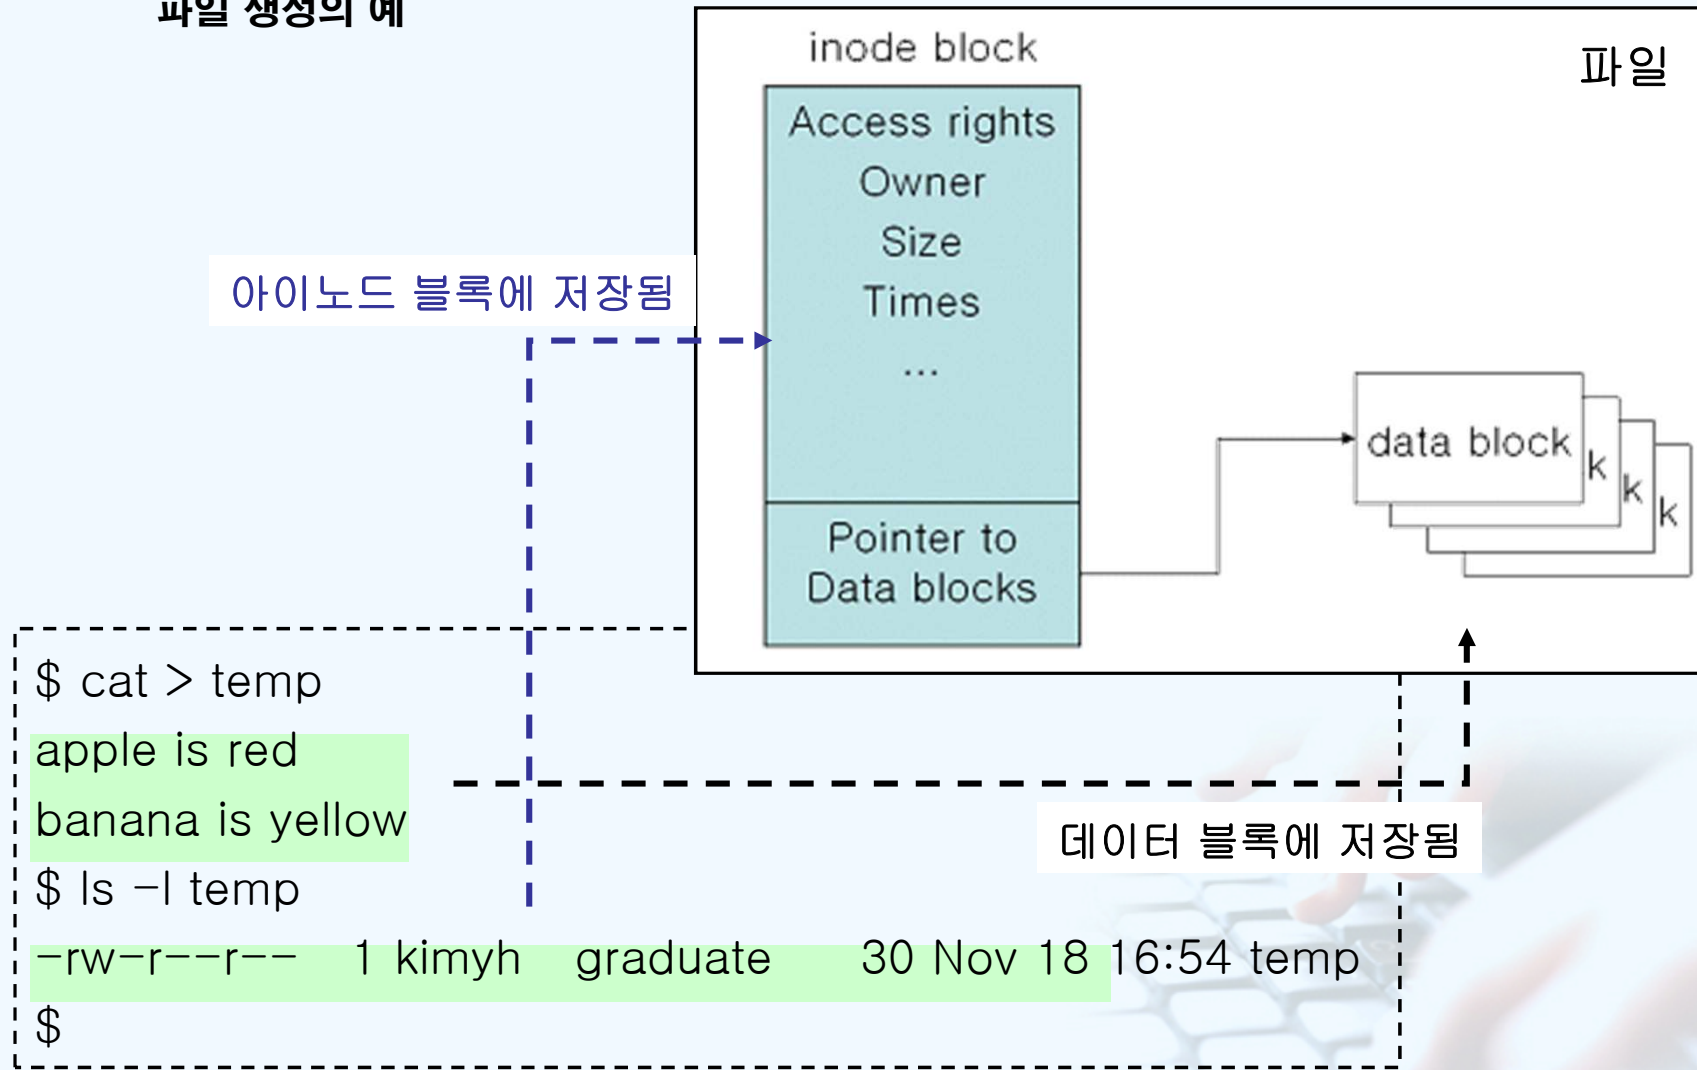 파일 생성의 예
inode block
파일
Access rights
Owner
Size
Times
...
Pointer to
Data blocks
data block
k
k
k
아이노드 블록에 저장됨
$ cat > temp
apple is red
banana is yellow
데이터 블록에 저장됨
$ ls -l temp
-rw-r--r-- 1 kimyh graduate 30 Nov 18 16:54 temp
$